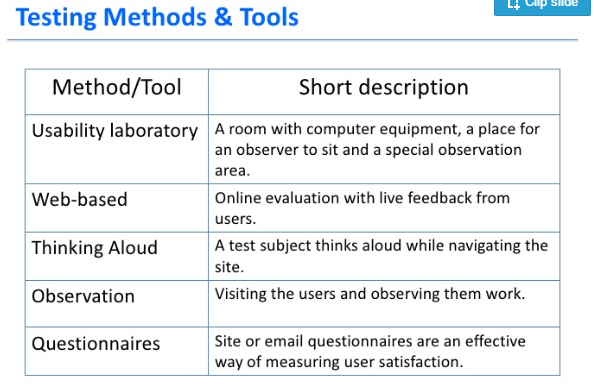 Clip slide
Testing Methods & Tools
Method/Tool
Short description
Usability laboratory
A room with computer equipment, a place for
an observer to sit and a special observation
area.
Web-based
Online evaluation with live feedback from
users.
Thinking Aloud
A test subject thinks aloud while navigating the
site.
Observation
Visiting the users and observing them work.
Questionnaires
Site or email questionnaires are an effective
way of measuring user satisfaction.